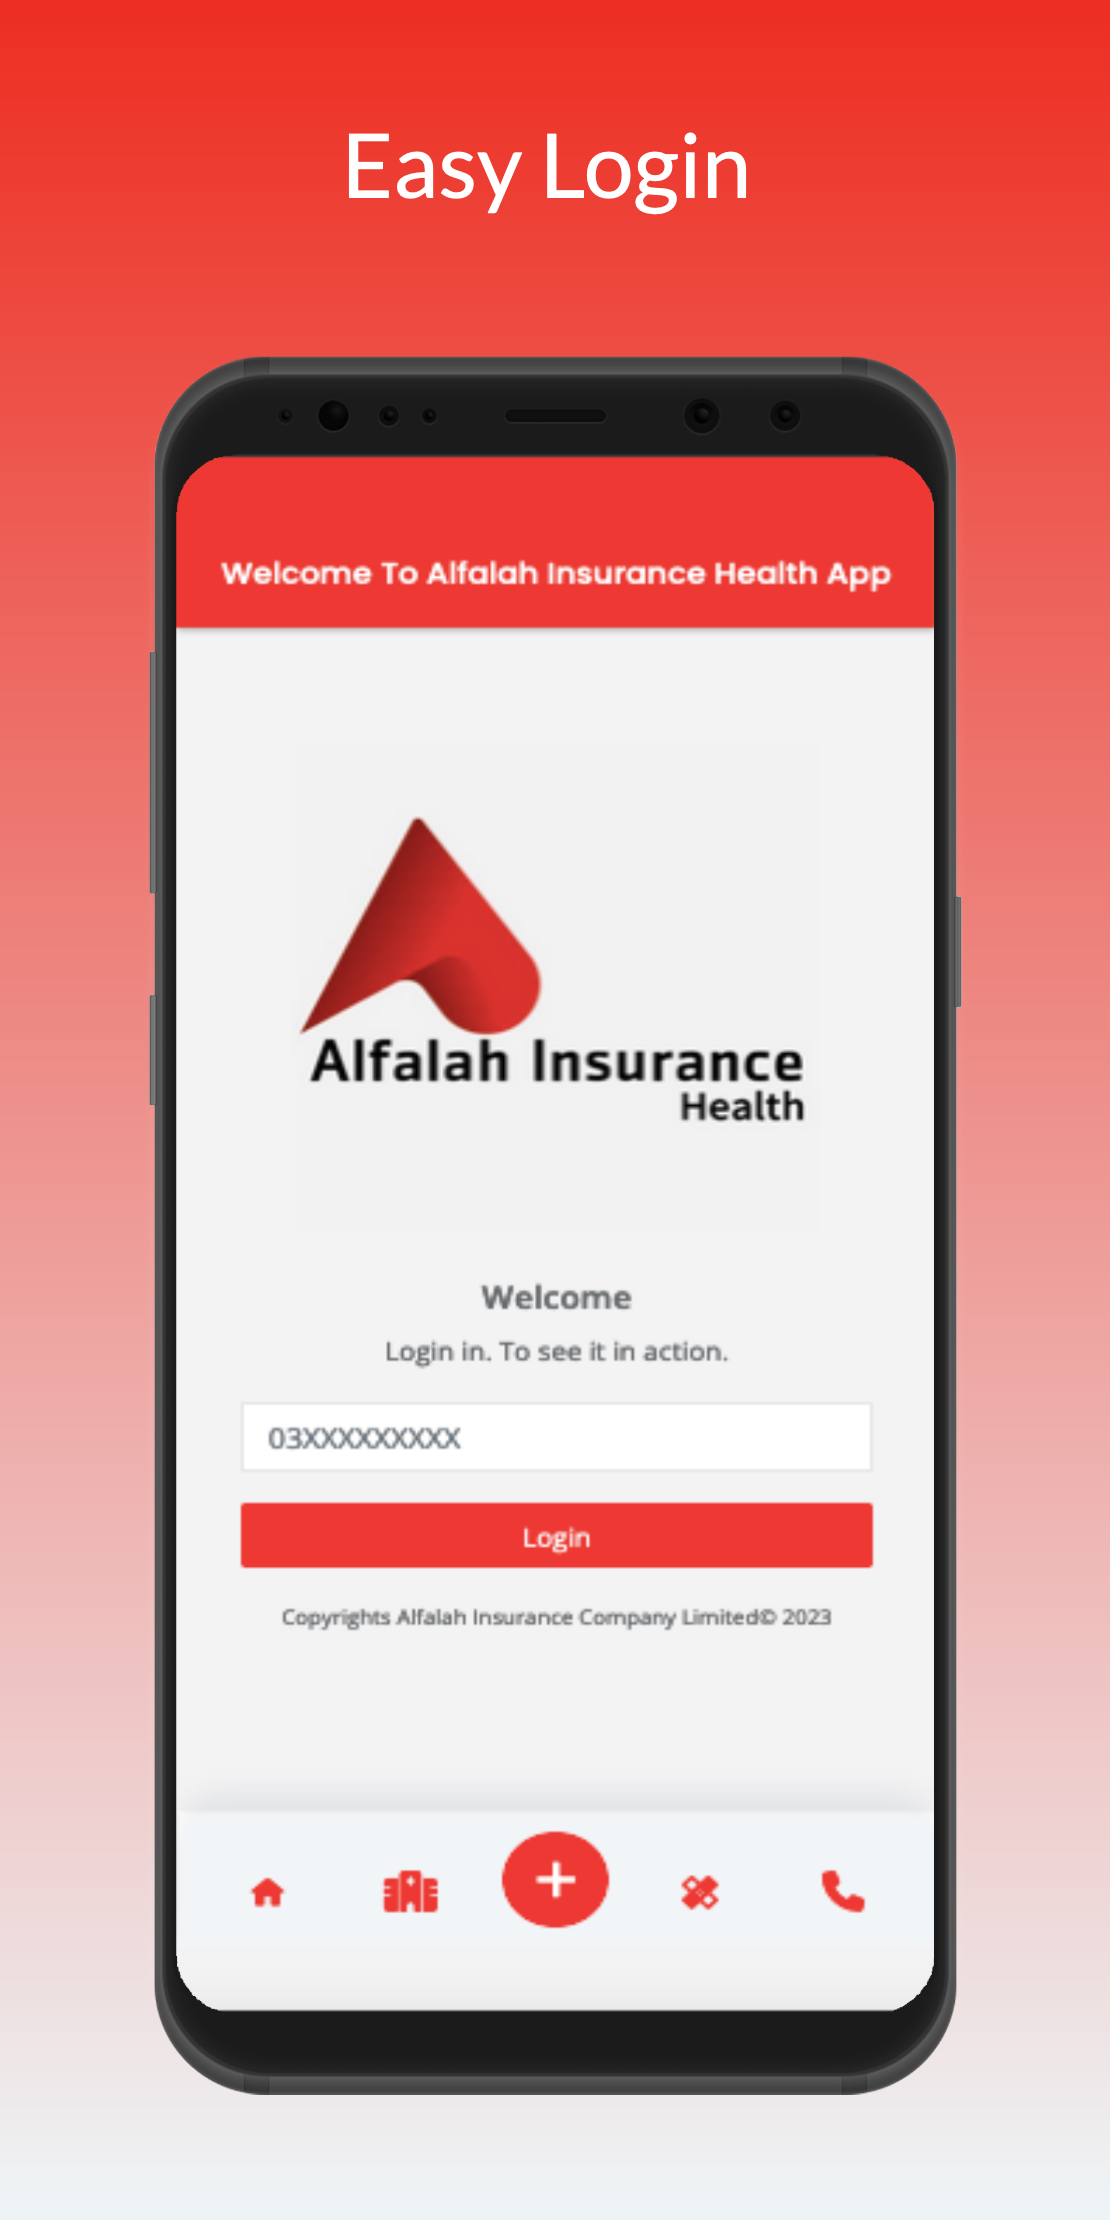 Easy Login
Welcome To Alfalah Insurance Health App
Alfalah Insurance
Health
Welcome
Login in. To see it in action.
03XXXXXXXXX
Login
Copyrights Alfalah Insurance Company Limited© 2023